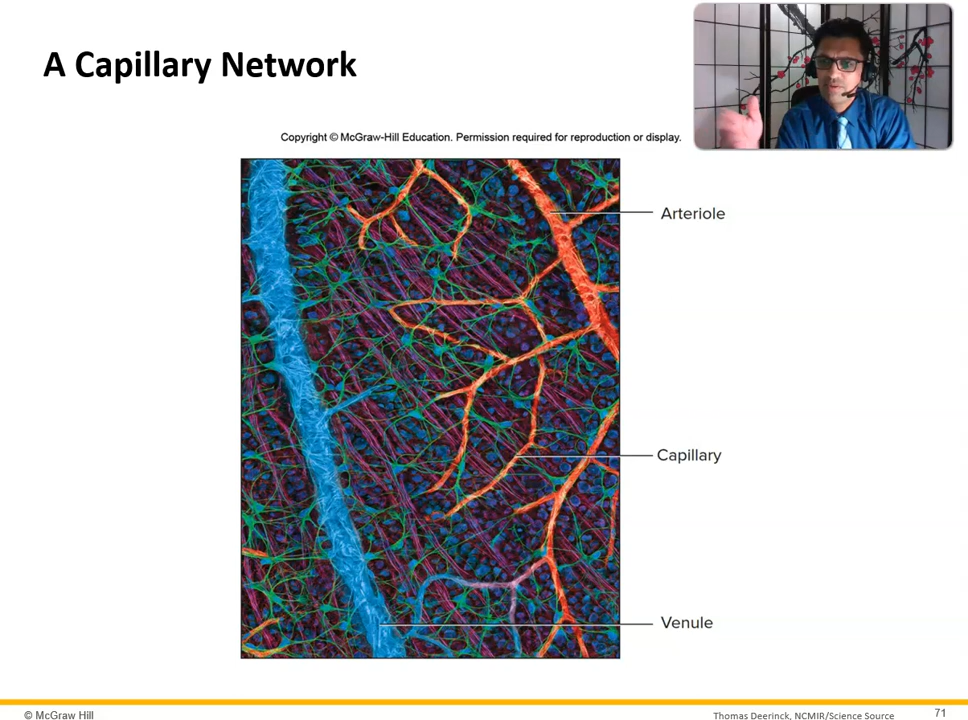 A Capillary Network
Copyright © McGraw-Hill Education. Permission required for reproduction or display.
Arteriole
Capillary
Venule
© McGraw Hill
Thomas Deerinck, NCMIR/Science Source
71